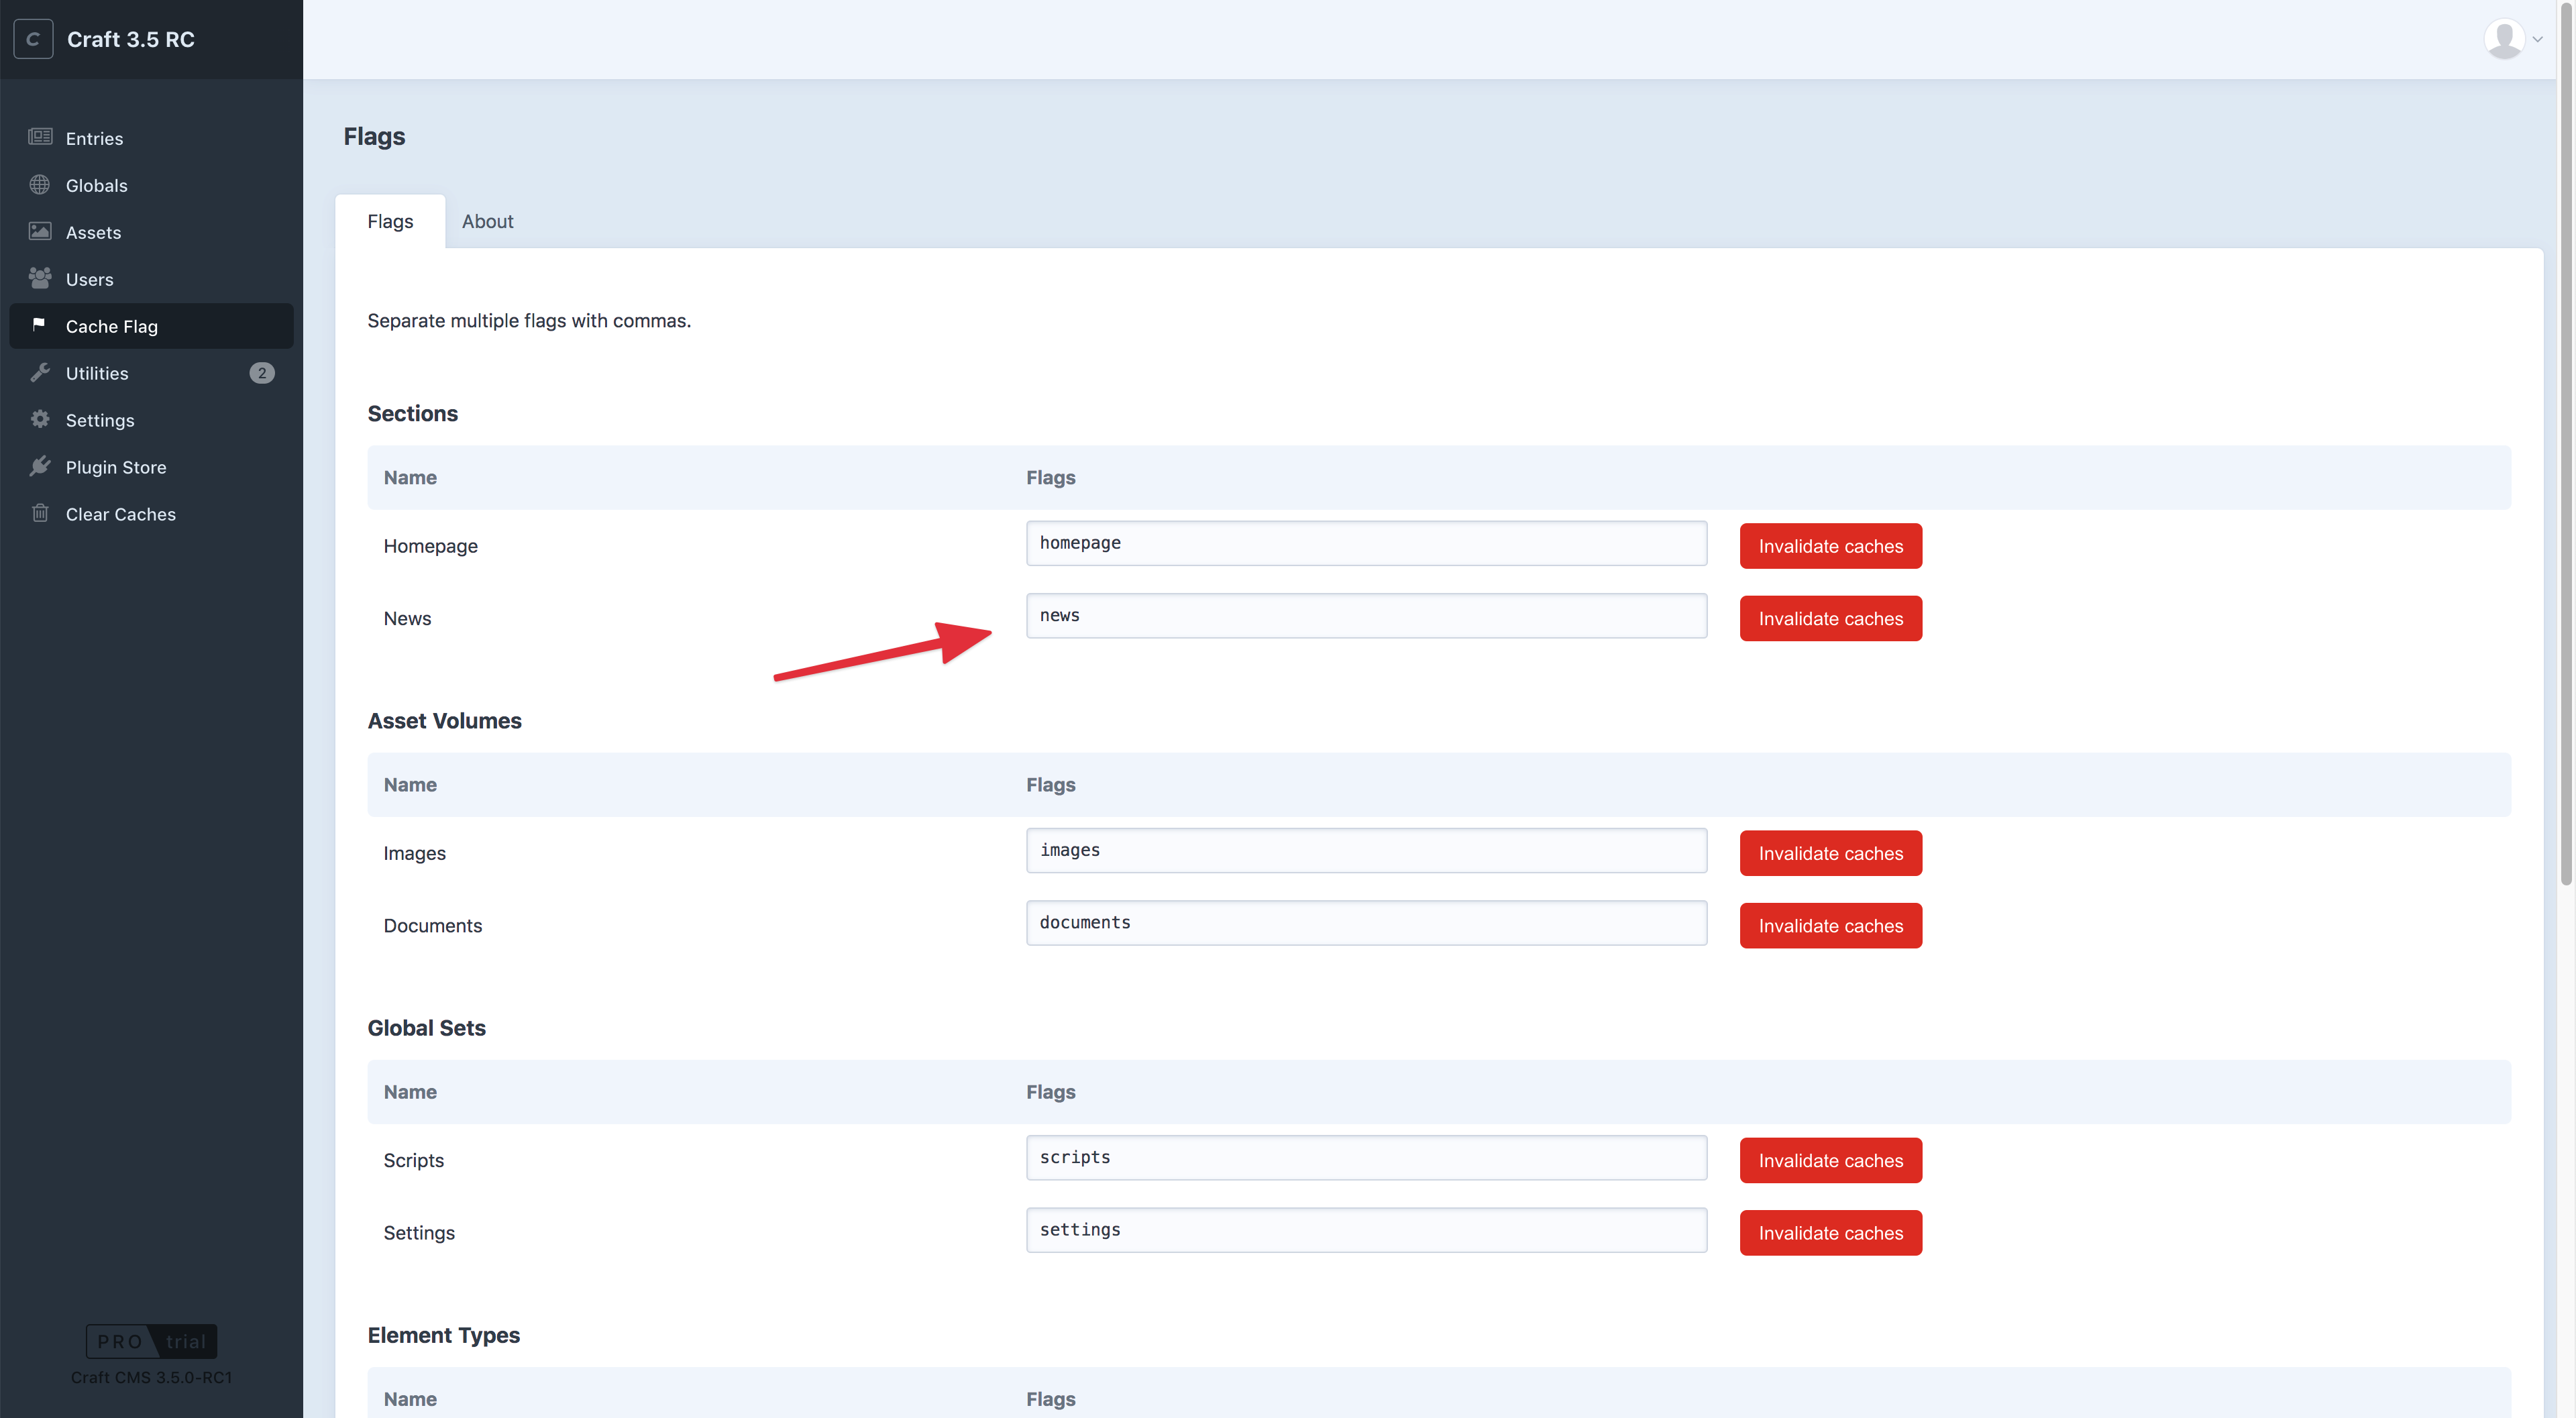 C Craft 3.5 RC
Entries
Globals
Assets
Users
Cache Flag
Utilities 2
Settings
Plugin Store
Clear Caches
PRO trial
Craft CMS 3.5.0-RC1
Flags
Flags About
Separate multiple flags with commas.
Sections
Name Flags
Homepage homepage Invalidate caches
News news Invalidate caches
Asset Volumes
Name Flags
Images images Invalidate caches
Documents documents Invalidate caches
Global Sets
Name Flags
Scripts scripts Invalidate caches
Settings settings Invalidate caches
Element Types
Name Flags